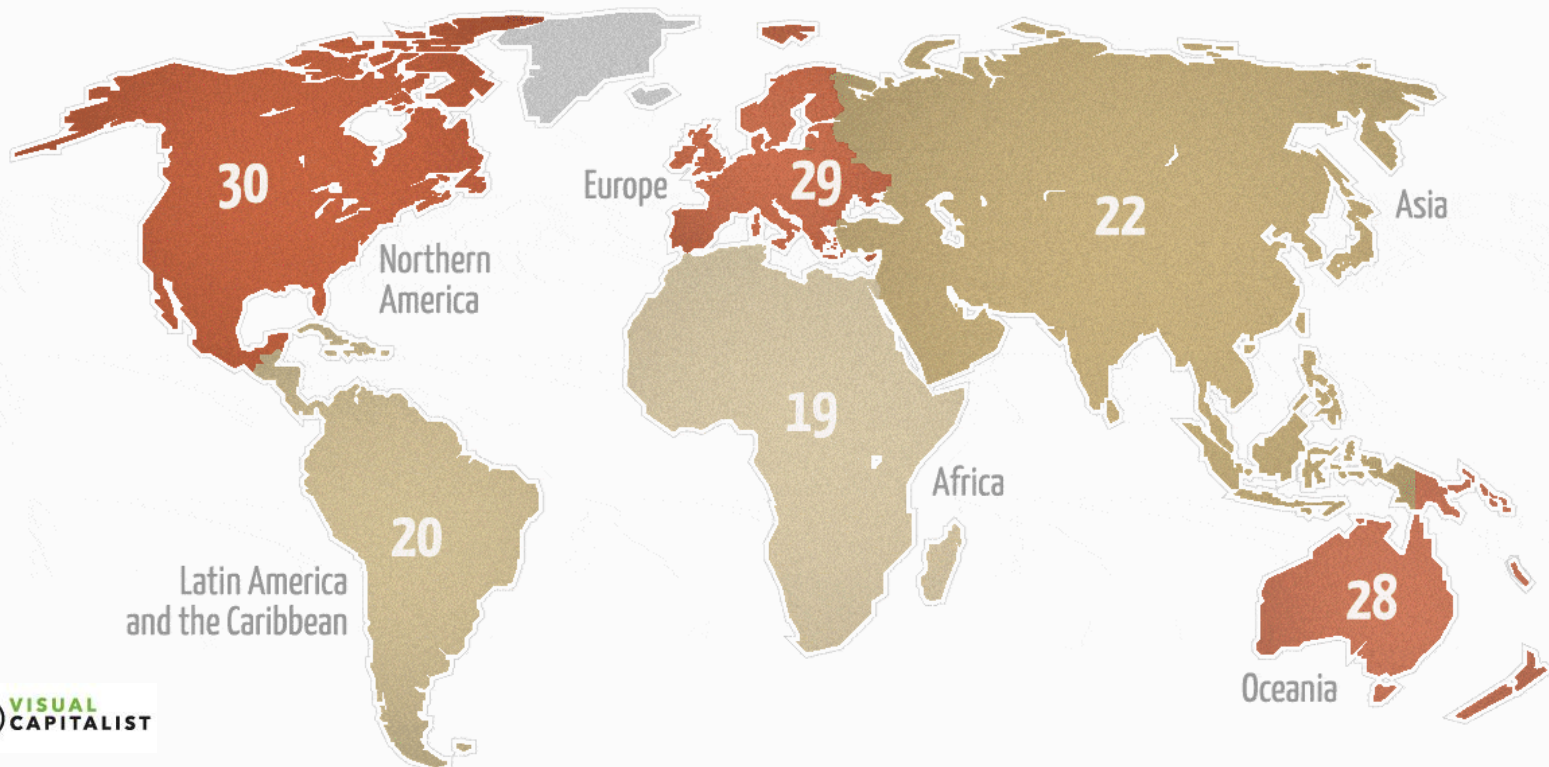 30
Northern
America
Europe
29
22
Asia
19
Africa
20
Latin America
and the Caribbean
28
Oceania
VISUAL
CAPITALIST